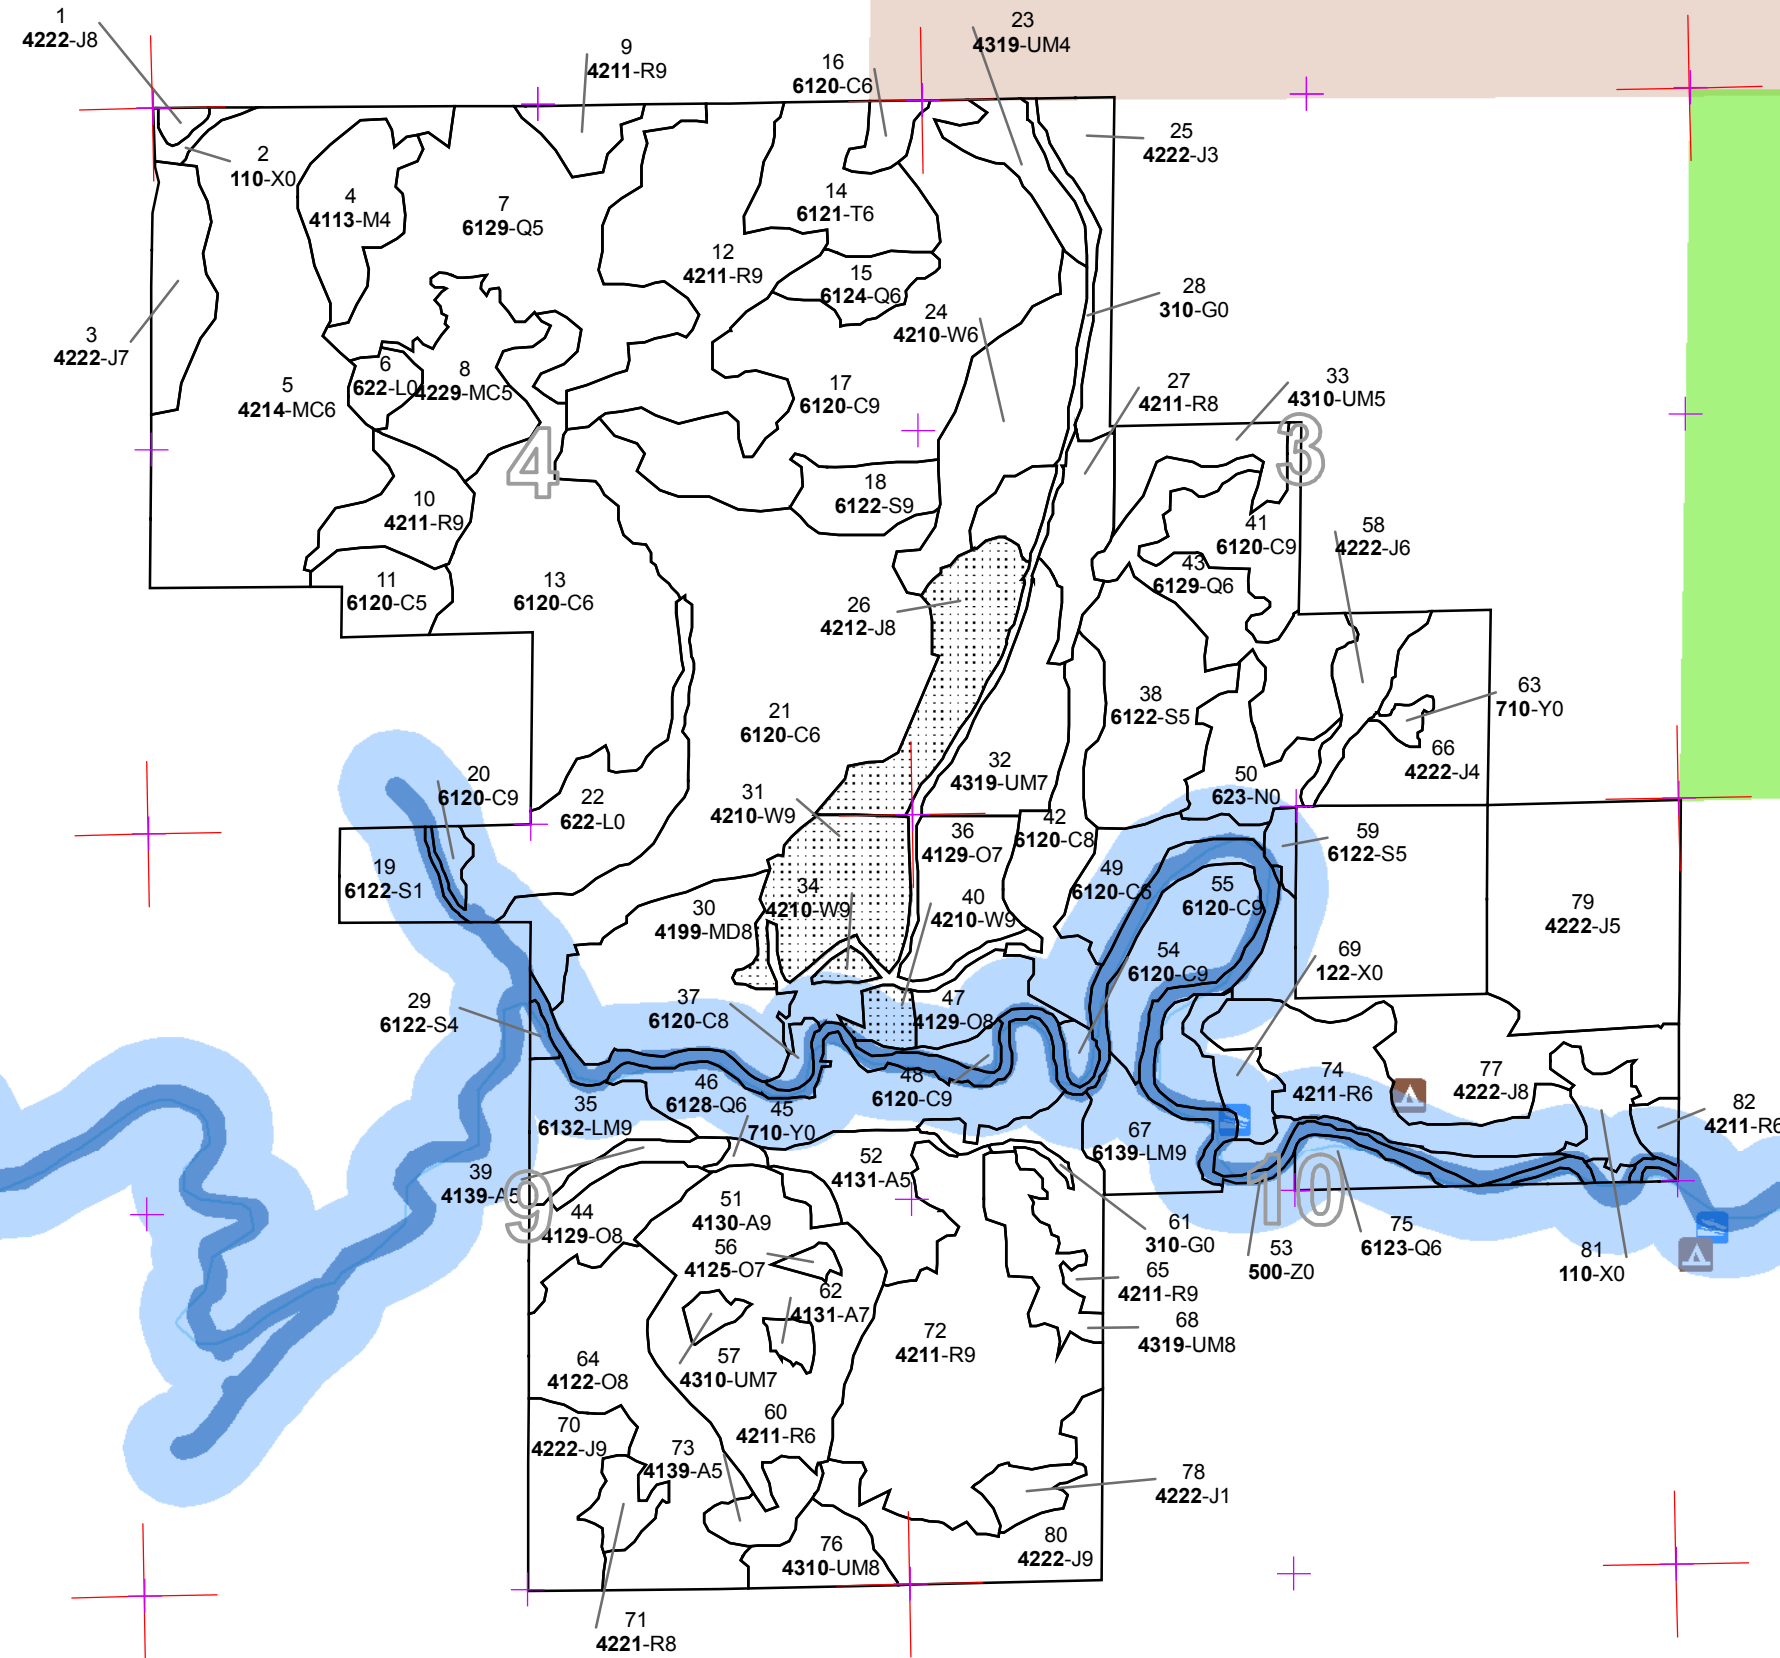 1
4222-J8
9
4211-R9
16
6120-C6
23
4319-UM4
2
110-X0
25
4222-J3
4
4113-M4
7
6129-Q5
14
6121-T6
12
4211-R9
15
6124-Q6
28
310-G0
3
4222-J7
24
4210-W6
5
4214-MC6
6
622-L0
8
4229-MC5
17
6120-C9
27
4211-R8
33
4310-UM5
4
3
10
4211-R9
18
6122-S9
41
6120-C9
58
4222-J6
11
6120-C5
13
6120-C6
26
4212-J8
43
6129-Q6
21
6120-C6
38
6122-S5
63
710-Y0
66
4222-J4
20
6120-C9
22
622-L0
31
4210-W9
32
4319-UM7
50
623-N0
19
6122-S1
36
4129-O7
42
6120-C8
59
6122-S5
30
4199-MD8
34
4210-W9
40
4210-W9
49
6120-C6
55
6120-C9
79
4222-J5
54
6120-C9
69
122-X0
29
6122-S4
37
6120-C8
47
4129-O8
35
6132-LM9
46
6128-Q6
45
710-Y0
48
6120-C9
74
4211-R6
77
4222-J8
82
4211-R6
39
4139-A5
9
44
4129-O8
51
4130-A9
52
4131-A5
67
6139-LM9
10
61
310-G0
53
500-Z0
75
6123-Q6
81
110-X0
56
4125-O7
65
4211-R9
62
4131-A7
68
4319-UM8
64
4122-O8
57
4310-UM7
72
4211-R9
60
4211-R6
70
4222-J9
73
4139-A5
78
4222-J1
76
4310-UM8
80
4222-J9
71
4221-R8